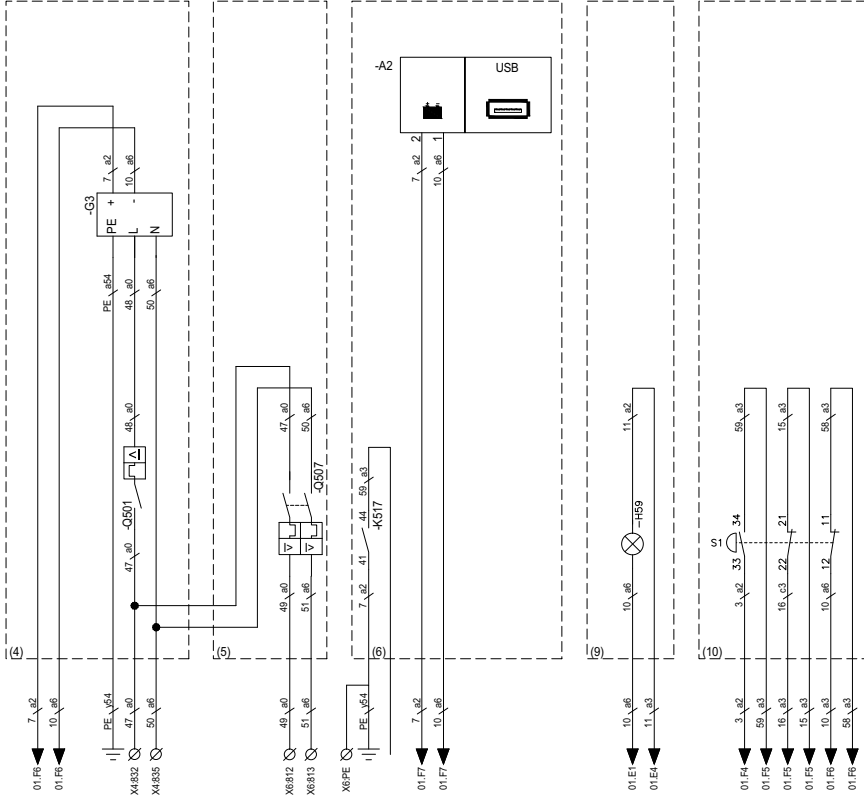 -A2
USB
2 1
7 a2
10 a6
-G3
+ -
PE L N
7 a2
10 a6
PE a54
48 a0
50 a6
48 a0
-Q501
47 a0
47 a0
50 a6
-Q507
49 a0
51 a6
59 a3
44
-K517
41
7 a2
11 a2
-H59
10 a6
59 a3
15 a3
58 a3
S1
34
33
21
22
11
12
3 a2
16 c3
10 a6
(4)
(5)
(6)
(9)
(10)
7 a2
10 a6
PE y54
47 a0
50 a6
49 a0
51 a6
PE y54
7 a2
10 a6
10 a6
11 a3
3 a2
59 a3
16 a3
15 a3
10 a3
58 a3
01.F6
01.F6
X4:832
X4:835
X6:812
X6:813
X6:PE
01.F7
01.F7
01.E1
01.E4
01.F4
01.F5
01.F5
01.F5
01.F6
01.F6